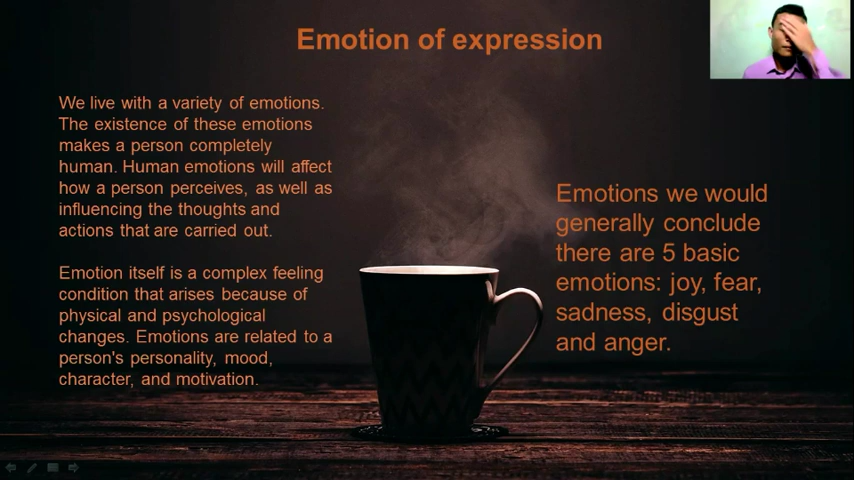 Emotion of expression
We live with a variety of emotions.
The existence of these emotions
makes a person completely
human. Human emotions will affect
how a person perceives, as well as
influencing the thoughts and
actions that are carried out.
Emotion itself is a complex feeling
condition that arises because of
physical and psychological
changes. Emotions are related to a
person's personality, mood,
character, and motivation.
Emotions we would
generally conclude
there are 5 basic
emotions: joy, fear,
sadness, disgust
and anger.